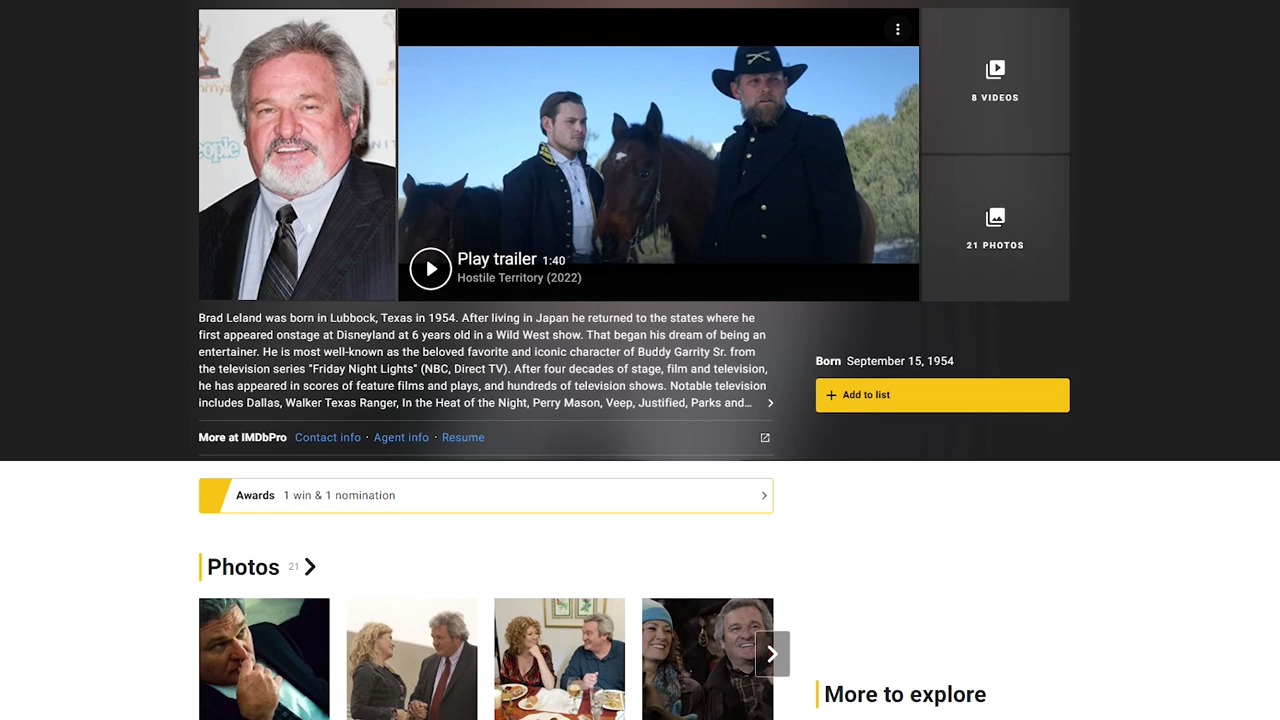 8 VIDEOS
Play trailer 1:40
Hostile Territory (2022)
21 PHOTOS
Brad Leland was born in Lubbock, Texas in 1954. After living in Japan he returned to the states where he
first appeared onstage at Disneyland at 6 years old in a Wild West show. That began his dream of being an
entertainer. He is most well-known as the beloved favorite and iconic character of Buddy Garrity Sr. from
the television series "Friday Night Lights" (NBC, Direct TV). After four decades of stage, film and television,
he has appeared in scores of feature films and plays, and hundreds of television shows. Notable television
includes Dallas, Walker Texas Ranger, In the Heat of the Night, Perry Mason, Veep, Justified, Parks and...
Born September 15, 1954
+ Add to list
More at IMDbPro Contact info · Agent info · Resume
Awards 1 win & 1 nomination
Photos 21
More to explore